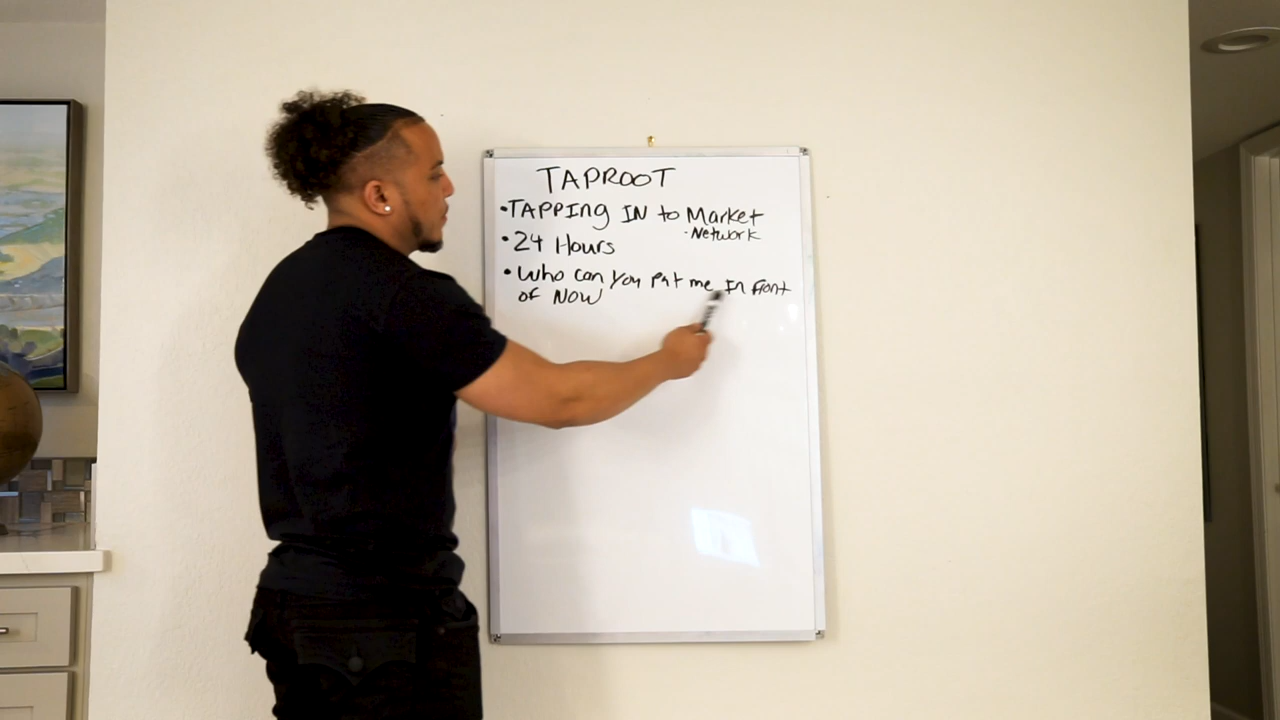 TAPROOT
•TAPPIng IN to Market
-Network
•24 Hours
•Who can you put me In front
of Now